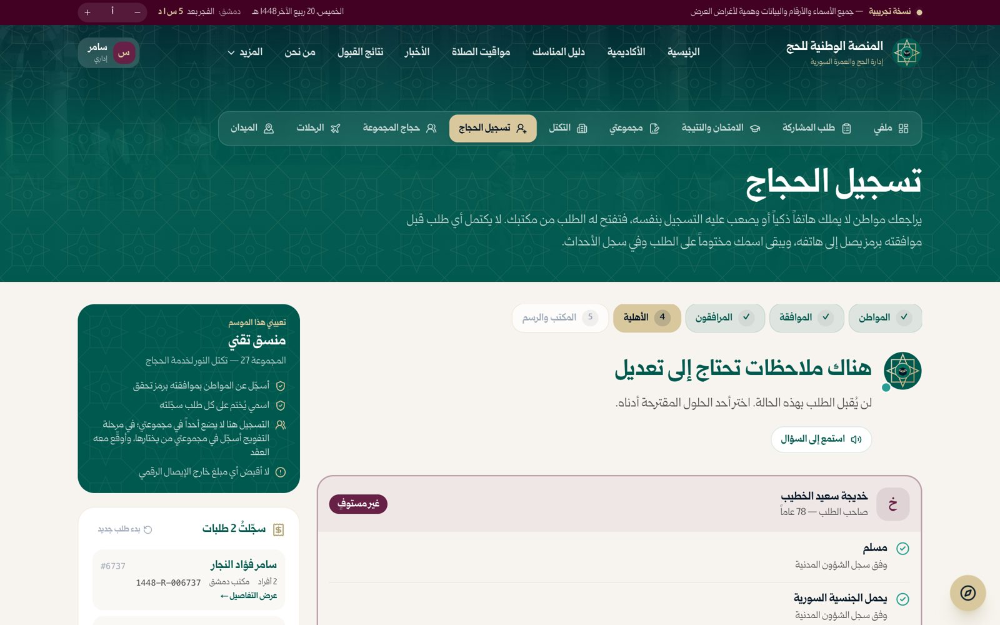 نسخة تجريبية — جميع الأسماء والأرقام والبيانات وهمية لأغراض العرض
الخميس، 20 ربيع الآخر 1448 هـ
دمشق: الفجر بعد 5 س 1 د
− أ +
المنصة الوطنية للحج
إدارة الحج والعمرة السورية
الرئيسية
الأكاديمية
دليل المناسك
مواقيت الصلاة
الأخبار
نتائج القبول
من نحن
المزيد
س
سامر
إداري
ملفي
طلب المشاركة
الامتحان والنتيجة
مجموعتي
التكتل
تسجيل الحجاج
حجاج المجموعة
الرحلات
الميدان
تسجيل الحجاج
يراجعك مواطن لا يملك هاتفاً ذكياً أو يصعب عليه التسجيل بنفسه، فتفتح له الطلب من مكتبك. لا يكتمل أي طلب قبل
موافقته برمز يصل إلى هاتفه، ويبقى اسمك مختوماً على الطلب وفي سجل الأحداث.
المواطن
الموافقة
المرافقون
4 الأهلية
5 المكتب والرسم
هناك ملاحظات تحتاج إلى تعديل
لن يُقبل الطلب بهذه الحالة. اختر أحد الحلول المقترحة أدناه.
استمع إلى السؤال
خ
خديجة سعيد الخطيب
صاحب الطلب — 78 عاماً
غير مستوفٍ
مسلم
وفق سجل الشؤون المدنية
يحمل الجنسية السورية
وفق سجل الشؤون المدنية
تعييني هذا الموسم
منسق تقني
المجموعة 27 — تكتل النور لخدمة الحجاج
أسجّل عن المواطن بموافقته برمز تحقق
اسمي يُختم على كل طلب سجّلته
التسجيل هنا لا يضع أحداً في مجموعتي؛ في مرحلة
التفويج أسجّل في مجموعتي من يختارها، وأوقّع معه
العقد
لا أقبض أي مبلغ خارج الإيصال الرقمي
سجّلتُ 2 طلبات
بدء طلب جديد
سامر فؤاد النجار
#6737
2 أفراد
مكتب دمشق
1448-R-006737
عرض التفاصيل ←